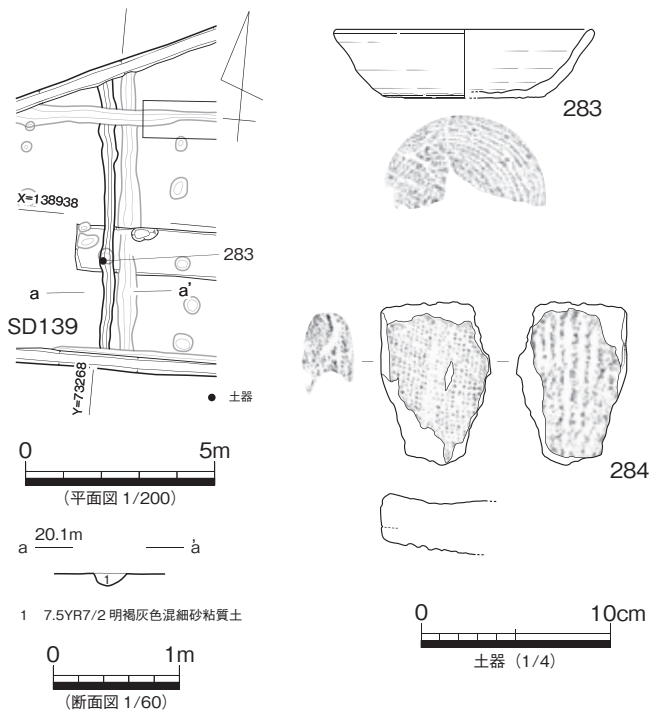 X=138938
283
a a'
SD139
Y=73268
● 土器
0 5m
（平面図 1/200）
a 20.1m a'
1
1 7.5YR7/2 明褐灰色混細砂粘質土
0 1m
（断面図 1/60）
283
284
0 10cm
土器（1/4）